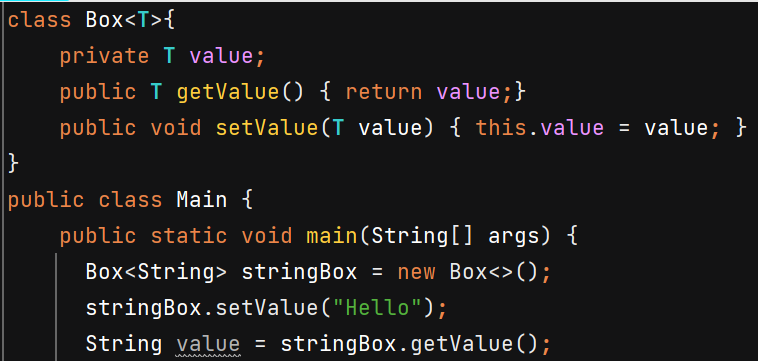 class Box<T>{
    private T value;
    public T getValue() { return value;}
    public void setValue(T value) { this.value = value; }
}
public class Main {
    public static void main(String[] args) {
      Box<String> stringBox = new Box<>();
      stringBox.setValue("Hello");
      String value = stringBox.getValue();